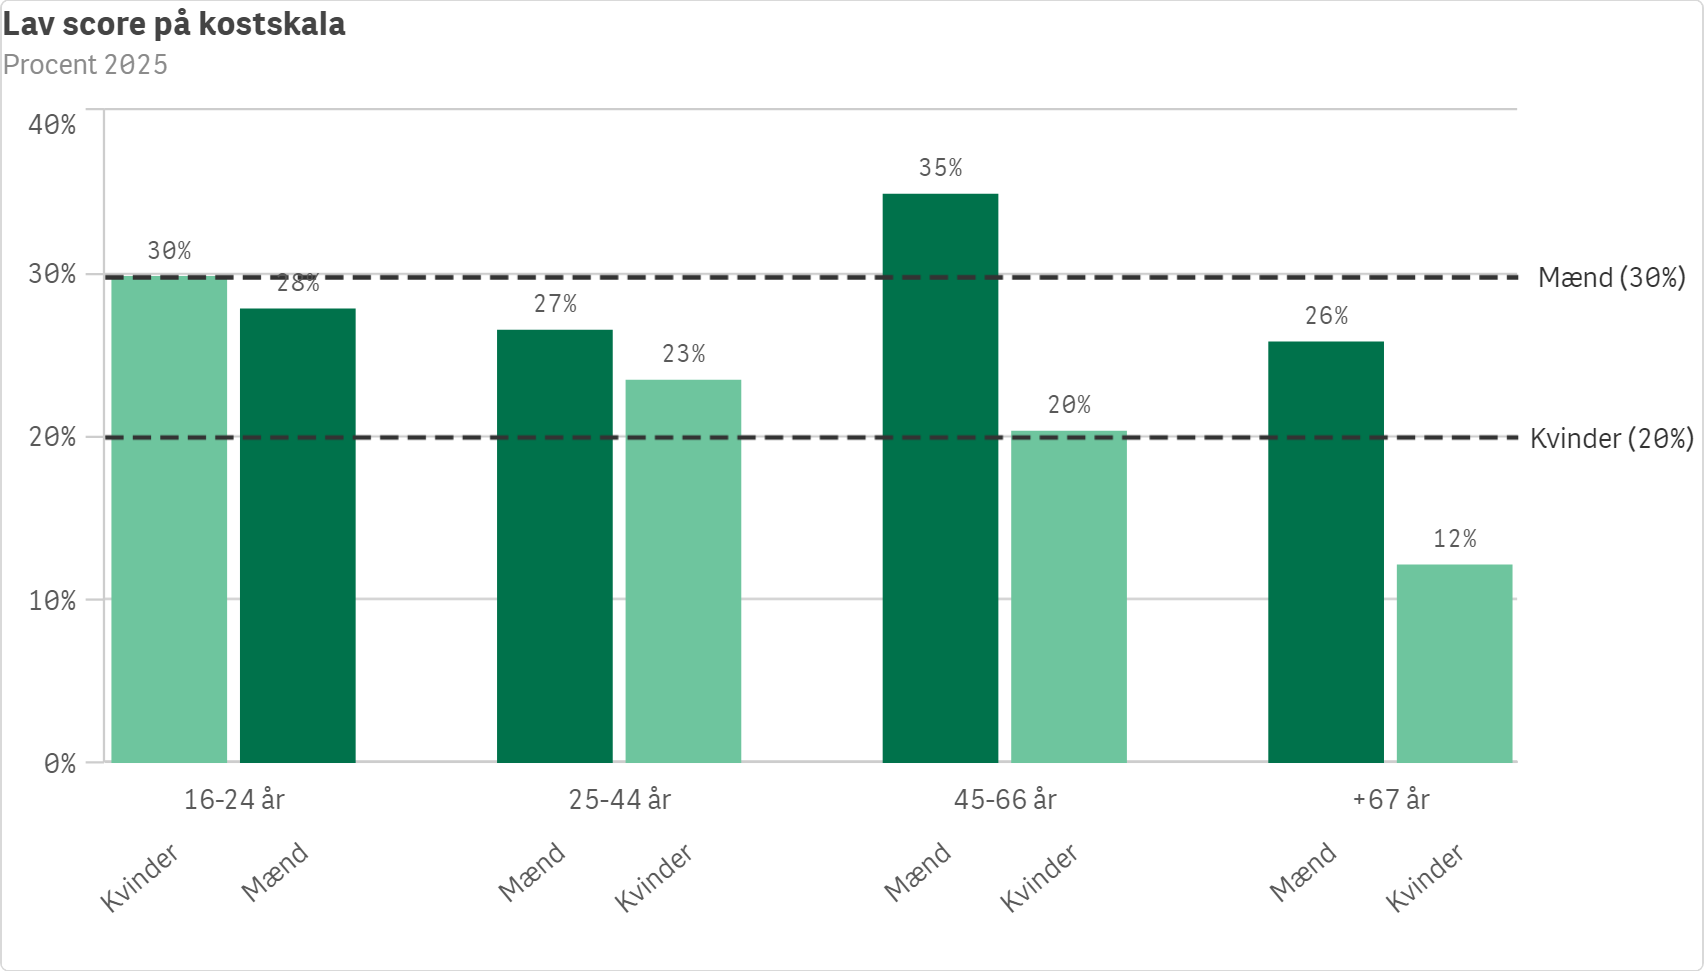 Lav score på kostskala
Procent 2025
40%
30%
20%
10%
0%
30%
28%
27%
23%
35%
20%
26%
12%
Mænd (30%)
Kvinder (20%)
16-24 år
25-44 år
45-66 år
+67 år
Kvinder
Mænd
Mænd
Kvinder
Mænd
Kvinder
Mænd
Kvinder